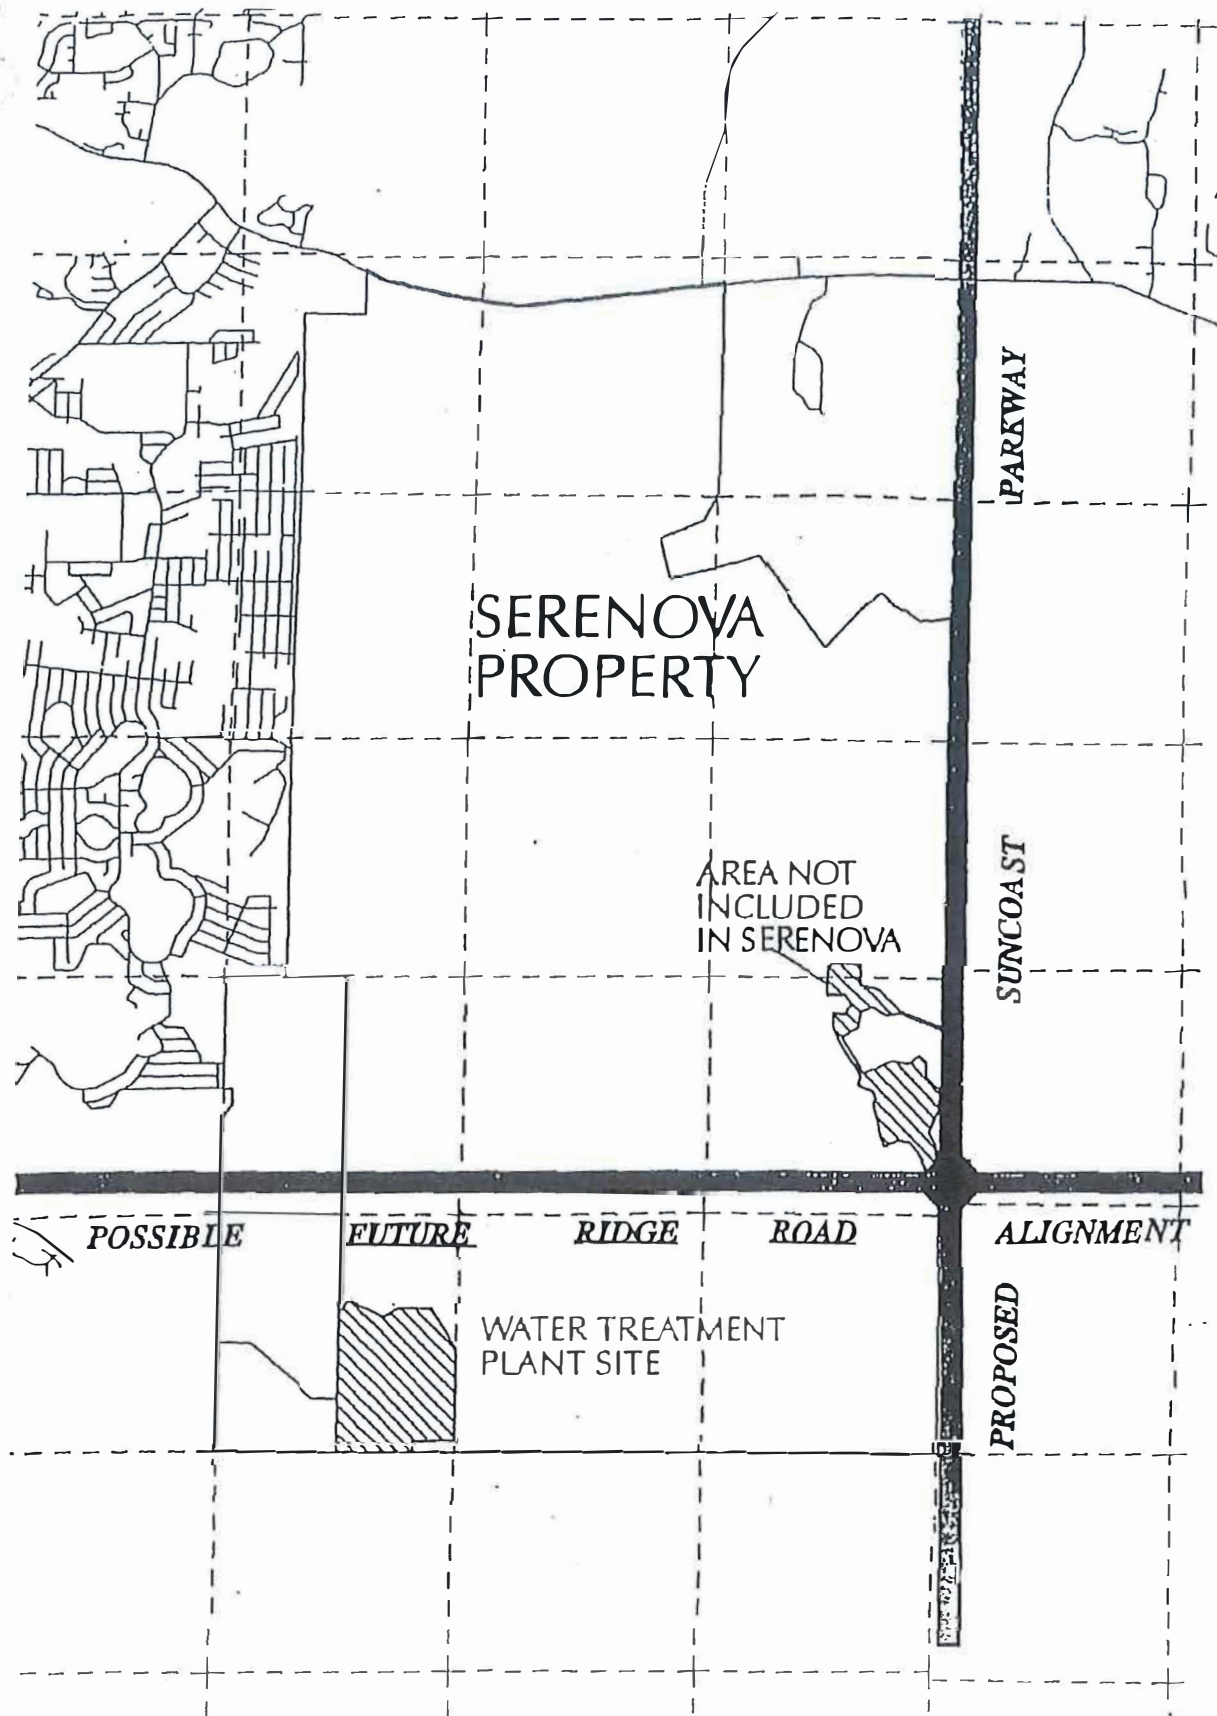 PARKWAY
SERENOVA
PROPERTY
AREA NOT
INCLUDED
IN SERENOVA
SUNCOAST
POSSIBLE FUTURE RIDGE ROAD ALIGNMENT
WATER TREATMENT
PLANT SITE
PROPOSED